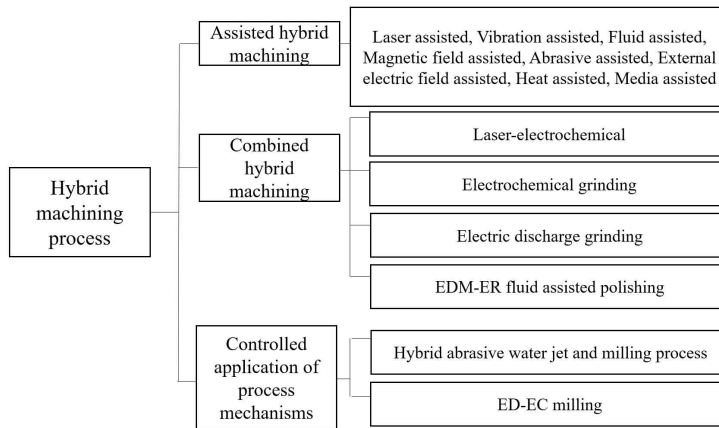 Hybrid
machining
process
Assisted hybrid
machining
Laser assisted, Vibration assisted, Fluid assisted,
Magnetic field assisted, Abrasive assisted, External
electric field assisted, Heat assisted, Media assisted
Combined
hybrid
machining
Laser-electrochemical
Electrochemical grinding
Electric discharge grinding
EDM-ER fluid assisted polishing
Controlled
application of
process
mechanisms
Hybrid abrasive water jet and milling process
ED-EC milling